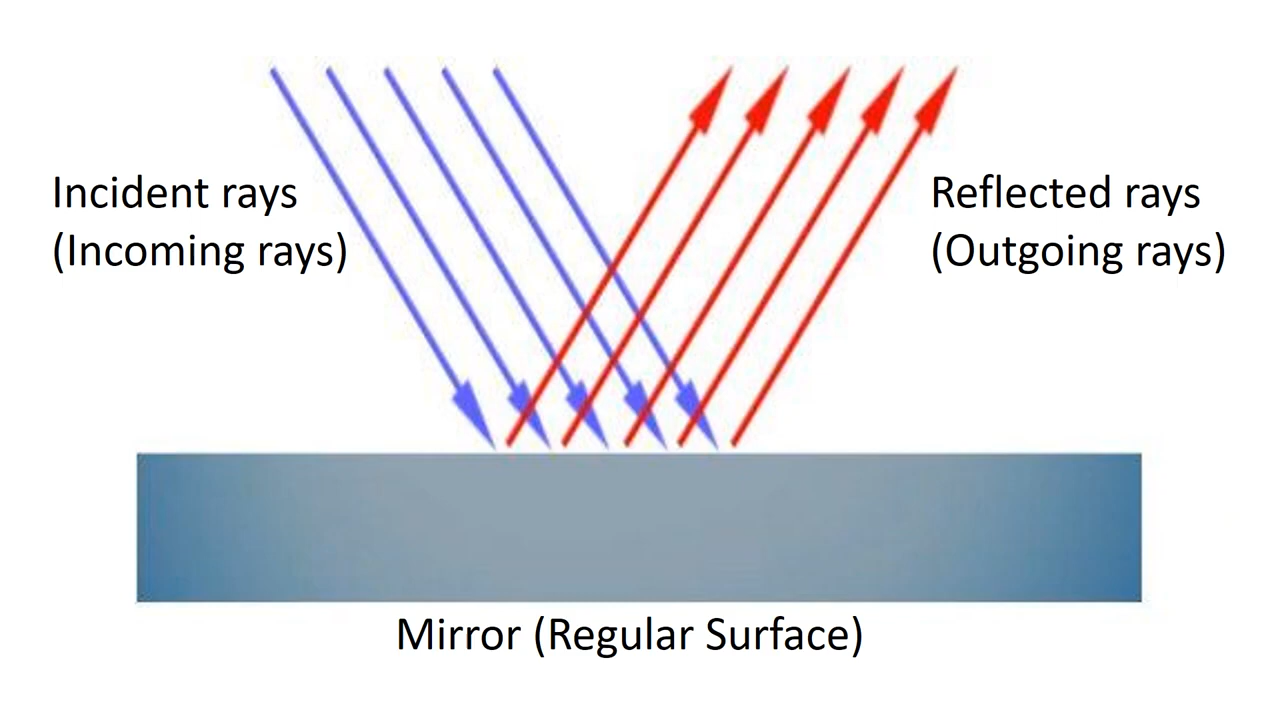 Incident rays
(Incoming rays)
Reflected rays
(Outgoing rays)
Mirror (Regular Surface)